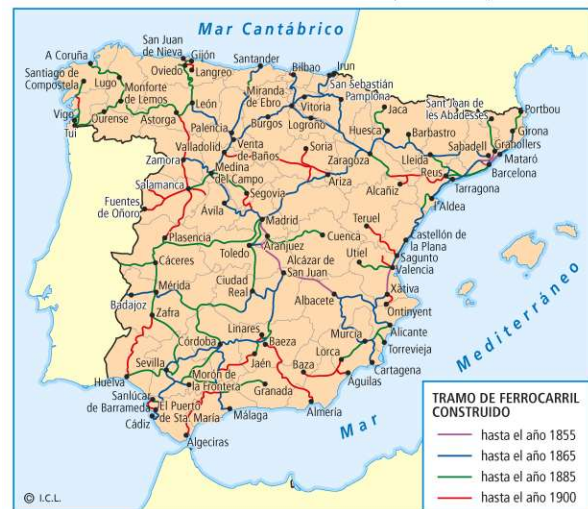 Mar Cantábrico
San Juan
de Nieva
Gijón
A Coruña
Oviedo
Langreo
Santander
Bilbao
Irun
Santiago de
Compostela
Lugo
Monforte
de Lemos
León
Miranda
de Ebro
Vitoria
San Sebastián
Pamplona
Jaca
Sant Joan de
les Abadesses
Portbou
Vigo
Tui
Ourense
Astorga
Palencia
Burgos
Logroño
Huesca
Barbastro
Girona
Valladolid
Venta
de Baños
Soria
Zaragoza
Lleida
Sabadell
Granollers
Mataró
Zamora
Medina
del Campo
Reus
Barcelona
Salamanca
Segovia
Ariza
Alcañiz
Tarragona
Fuentes
de Oñoro
Ávila
l'Aldea
Madrid
Teruel
Plasencia
Aranjuez
Cuenca
Castellón de
la Plana
Toledo
Alcázar de
San Juan
Utiel
Sagunto
Valencia
Cáceres
Mérida
Ciudad
Real
Albacete
Xàtiva
Badajoz
Ontinyent
Zafra
Linares
Alicante
Córdoba
Baeza
Murcia
Torrevieja
Sevilla
Jaén
Lorca
Morón de
la Frontera
Baza
Cartagena
Huelva
Granada
Águilas
Sanlúcar
de Barrameda
El Puerto
de Sta. María
Málaga
Almería
Cádiz
Algeciras
Mar
Mediterráneo
TRAMO DE FERROCARRIL
CONSTRUIDO
hasta el año 1855
hasta el año 1865
hasta el año 1885
hasta el año 1900
© I.C.L.